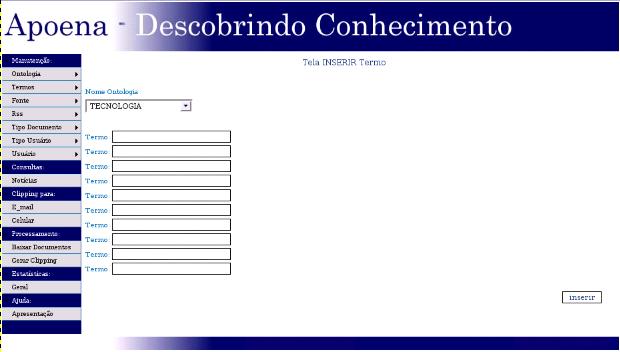 Apoena - Descobrindo Conhecimento
Manutenção:
Ontologia
Termos
Fonte
Rss
Tipo Documento
Tipo Usuário
Usuário
Consultas:
Notícias
Clipping para:
E_mail
Celular
Processamento:
Baixar Documentos
Gerar Clipping
Estatísticas:
Geral
Ajuda:
Apresentação
Tela INSERIR Termo
Nome Ontologia
TECNOLOGIA
Termo
Termo
Termo
Termo
Termo
Termo
Termo
Termo
Termo
Termo
inserir